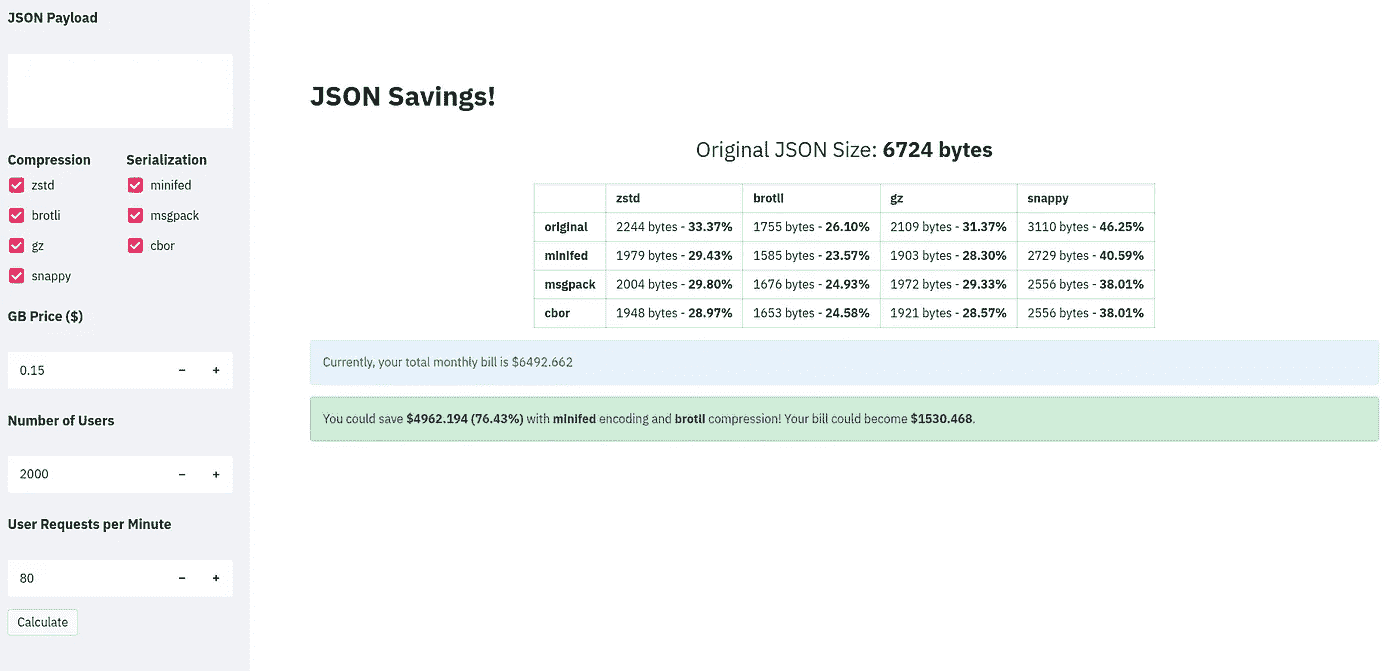 JSON Payload
Compression Serialization
zstd minifed
brotli msgpack
gz cbor
snappy
GB Price ($)
0.15 − +
Number of Users
2000 − +
User Requests per Minute
80 − +
Calculate
JSON Savings!
Original JSON Size: 6724 bytes
zstd brotli gz snappy
original 2244 bytes - 33.37% 1755 bytes - 26.10% 2109 bytes - 31.37% 3110 bytes - 46.25%
minifed 1979 bytes - 29.43% 1585 bytes - 23.57% 1903 bytes - 28.30% 2729 bytes - 40.59%
msgpack 2004 bytes - 29.80% 1676 bytes - 24.93% 1972 bytes - 29.33% 2556 bytes - 38.01%
cbor 1948 bytes - 28.97% 1653 bytes - 24.58% 1921 bytes - 28.57% 2556 bytes - 38.01%
Currently, your total monthly bill is $6492.662
You could save $4962.194 (76.43%) with minifed encoding and brotli compression! Your bill could become $1530.468.